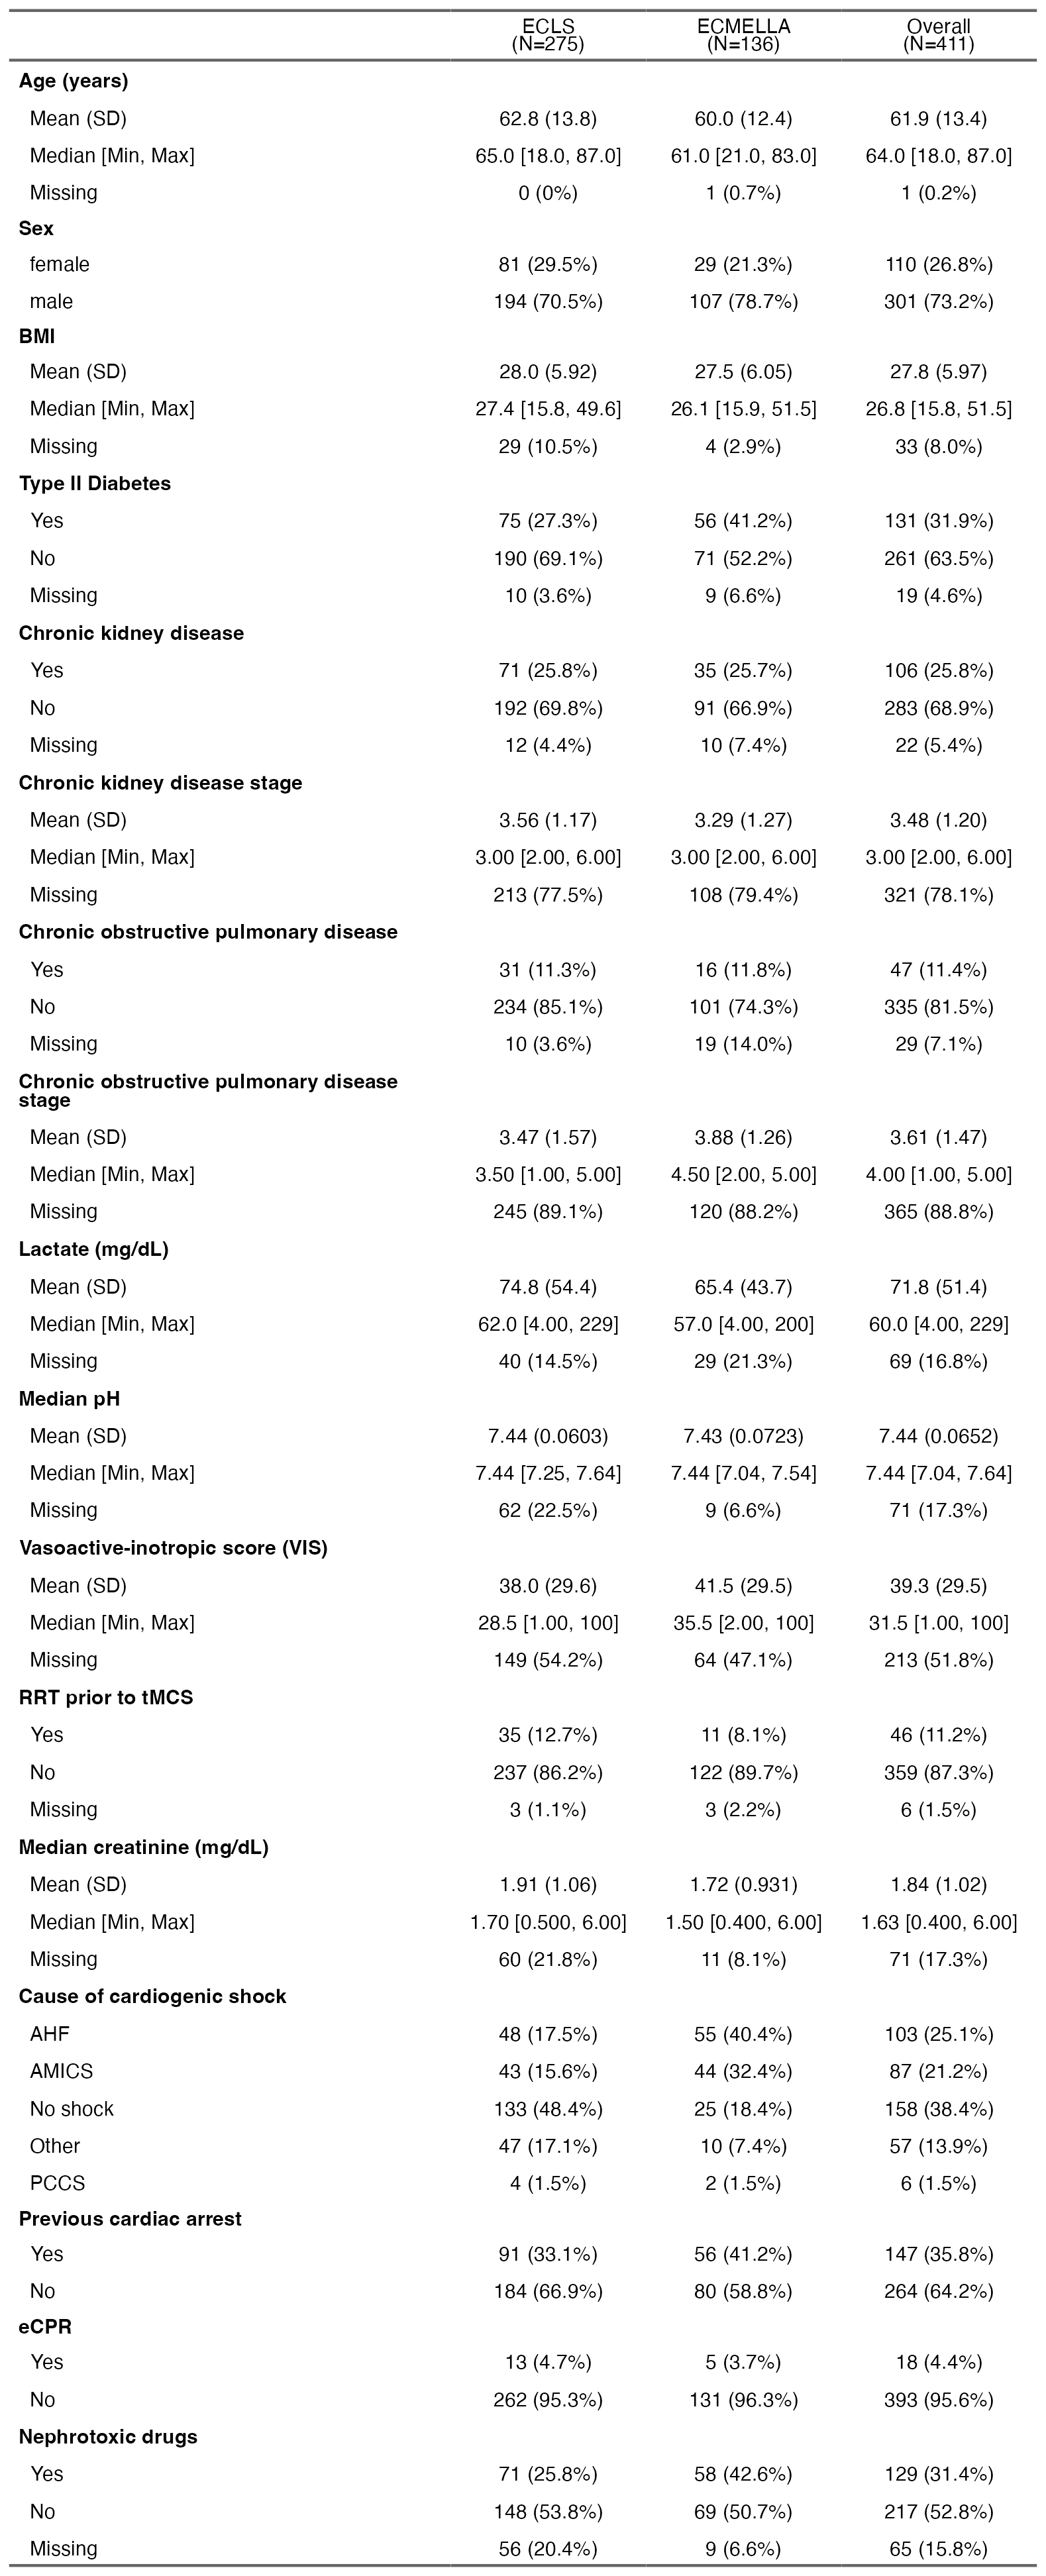 ECLS ECMELLA Overall
(N=275) (N=136) (N=411)
Age (years)
Mean (SD) 62.8 (13.8) 60.0 (12.4) 61.9 (13.4)
Median [Min, Max] 65.0 [18.0, 87.0] 61.0 [21.0, 83.0] 64.0 [18.0, 87.0]
Missing 0 (0%) 1 (0.7%) 1 (0.2%)
Sex
female 81 (29.5%) 29 (21.3%) 110 (26.8%)
male 194 (70.5%) 107 (78.7%) 301 (73.2%)
BMI
Mean (SD) 28.0 (5.92) 27.5 (6.05) 27.8 (5.97)
Median [Min, Max] 27.4 [15.8, 49.6] 26.1 [15.9, 51.5] 26.8 [15.8, 51.5]
Missing 29 (10.5%) 4 (2.9%) 33 (8.0%)
Type II Diabetes
Yes 75 (27.3%) 56 (41.2%) 131 (31.9%)
No 190 (69.1%) 71 (52.2%) 261 (63.5%)
Missing 10 (3.6%) 9 (6.6%) 19 (4.6%)
Chronic kidney disease
Yes 71 (25.8%) 35 (25.7%) 106 (25.8%)
No 192 (69.8%) 91 (66.9%) 283 (68.9%)
Missing 12 (4.4%) 10 (7.4%) 22 (5.4%)
Chronic kidney disease stage
Mean (SD) 3.56 (1.17) 3.29 (1.27) 3.48 (1.20)
Median [Min, Max] 3.00 [2.00, 6.00] 3.00 [2.00, 6.00] 3.00 [2.00, 6.00]
Missing 213 (77.5%) 108 (79.4%) 321 (78.1%)
Chronic obstructive pulmonary disease
Yes 31 (11.3%) 16 (11.8%) 47 (11.4%)
No 234 (85.1%) 101 (74.3%) 335 (81.5%)
Missing 10 (3.6%) 19 (14.0%) 29 (7.1%)
Chronic obstructive pulmonary disease
stage
Mean (SD) 3.47 (1.57) 3.88 (1.26) 3.61 (1.47)
Median [Min, Max] 3.50 [1.00, 5.00] 4.50 [2.00, 5.00] 4.00 [1.00, 5.00]
Missing 245 (89.1%) 120 (88.2%) 365 (88.8%)
Lactate (mg/dL)
Mean (SD) 74.8 (54.4) 65.4 (43.7) 71.8 (51.4)
Median [Min, Max] 62.0 [4.00, 229] 57.0 [4.00, 200] 60.0 [4.00, 229]
Missing 40 (14.5%) 29 (21.3%) 69 (16.8%)
Median pH
Mean (SD) 7.44 (0.0603) 7.43 (0.0723) 7.44 (0.0652)
Median [Min, Max] 7.44 [7.25, 7.64] 7.44 [7.04, 7.54] 7.44 [7.04, 7.64]
Missing 62 (22.5%) 9 (6.6%) 71 (17.3%)
Vasoactive-inotropic score (VIS)
Mean (SD) 38.0 (29.6) 41.5 (29.5) 39.3 (29.5)
Median [Min, Max] 28.5 [1.00, 100] 35.5 [2.00, 100] 31.5 [1.00, 100]
Missing 149 (54.2%) 64 (47.1%) 213 (51.8%)
RRT prior to tMCS
Yes 35 (12.7%) 11 (8.1%) 46 (11.2%)
No 237 (86.2%) 122 (89.7%) 359 (87.3%)
Missing 3 (1.1%) 3 (2.2%) 6 (1.5%)
Median creatinine (mg/dL)
Mean (SD) 1.91 (1.06) 1.72 (0.931) 1.84 (1.02)
Median [Min, Max] 1.70 [0.500, 6.00] 1.50 [0.400, 6.00] 1.63 [0.400, 6.00]
Missing 60 (21.8%) 11 (8.1%) 71 (17.3%)
Cause of cardiogenic shock
AHF 48 (17.5%) 55 (40.4%) 103 (25.1%)
AMICS 43 (15.6%) 44 (32.4%) 87 (21.2%)
No shock 133 (48.4%) 25 (18.4%) 158 (38.4%)
Other 47 (17.1%) 10 (7.4%) 57 (13.9%)
PCCS 4 (1.5%) 2 (1.5%) 6 (1.5%)
Previous cardiac arrest
Yes 91 (33.1%) 56 (41.2%) 147 (35.8%)
No 184 (66.9%) 80 (58.8%) 264 (64.2%)
eCPR
Yes 13 (4.7%) 5 (3.7%) 18 (4.4%)
No 262 (95.3%) 131 (96.3%) 393 (95.6%)
Nephrotoxic drugs
Yes 71 (25.8%) 58 (42.6%) 129 (31.4%)
No 148 (53.8%) 69 (50.7%) 217 (52.8%)
Missing 56 (20.4%) 9 (6.6%) 65 (15.8%)